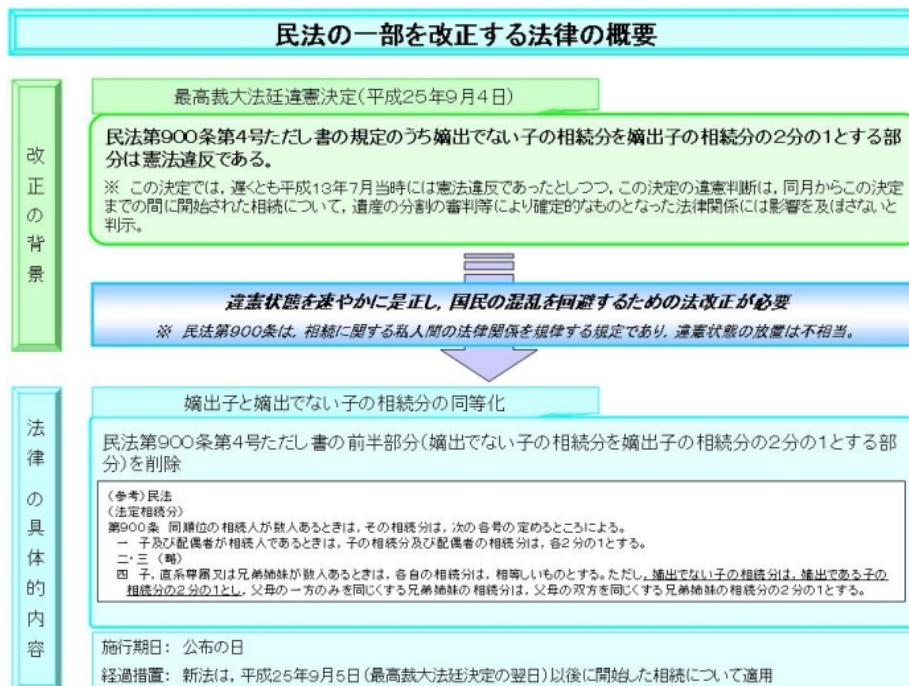 民法の一部を改正する法律の概要
改正の背景
最高裁大法廷違憲決定(平成25年9月4日)
民法第900条第4号ただし書の規定のうち嫡出でない子の相続分を嫡出子の相続分の2分の1とする部
分は憲法違反である。
※ この決定では,遅くとも平成13年7月当時には憲法違反であったとしつつ,この決定の違憲判断は,同月からこの決定
までの間に開始された相続について,遺産の分割の審判等により確定的なものとなった法律関係には影響を及ぼさないと
判示。
違憲状態を速やかに是正し,国民の混乱を回避するための法改正が必要
※ 民法第900条は,相続に関する私人間の法律関係を規律する規定であり,違憲状態の放置は不相当。
法律の具体的内容
嫡出子と嫡出でない子の相続分の同等化
民法第900条第4号ただし書の前半部分(嫡出でない子の相続分を嫡出子の相続分の2分の1とする部
分)を削除
(参考)民法
(法定相続分)
第900条 同順位の相続人が数人あるときは,その相続分は,次の各号の定めるところによる。
一 子及び配偶者が相続人であるときは,子の相続分及び配偶者の相続分は,各2分の1とする。
二・三 (略)
四 子,直系尊属又は兄弟姉妹が数人あるときは,各自の相続分は,相等しいものとする。ただし,嫡出でない子の相続分は,嫡出である子の
相続分の2分の1とし,父母の一方のみを同じくする兄弟姉妹の相続分は,父母の双方を同じくする兄弟姉妹の相続分の2分の1とする。
施行期日: 公布の日
経過措置: 新法は,平成25年9月5日(最高裁大法廷決定の翌日)以後に開始した相続について適用